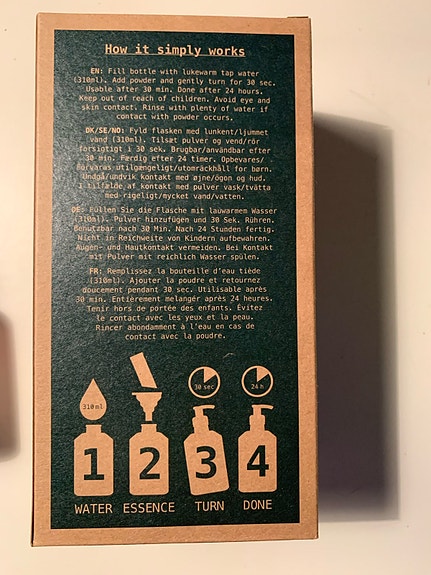 How it simply works
EN: Fill bottle with lukewarm tap water
(310ml). Add powder and gently turn for 30 sec.
Usable after 30 min. Done after 24 hours.
Keep out of reach of children. Avoid eye and
skin contact. Rinse with plenty of water if
contact with powder occurs.
DK/SE/NO: Fyld flasken med lunkent/ljummet
vand (310ml). Tilsæt pulver og vend/rör
forsigtigt i 30 sek. Brugbar/användbar efter
30 min. Færdig efter 24 timer. Opbevares/
förvaras utilgængeligt/utomräckhåll for børn.
Undgå/undvik kontakt med øjne/ögon og hud.
I tilfælde af kontakt med pulver vask/tvätta
med rigeligt/mycket vand/vatten.
DE: Füllen Sie die Flasche mit lauwarmem Wasser
(310ml). Pulver hinzufügen und 30 Sek. Rühren.
Benutzbar nach 30 Min. Nach 24 Stunden fertig.
Nicht in Reichweite von Kindern aufbewahren.
Augen- und Hautkontakt vermeiden. Bei Kontakt
mit Pulver mit reichlich Wasser spülen.
FR: Remplissez la bouteille d'eau tiède
(310ml). Ajouter la poudre et retournez
doucement pendant 30 sec. Utilisable après
30 min. Entièrement melangér après 24 heures.
Tenir hors de portée des enfants. Évitez
le contact avec les yeux et la peau.
Rincer abondamment à l'eau en cas de
contact avec la poudre.
310ml 30 sec 24 h
1 2 3 4
WATER ESSENCE TURN DONE